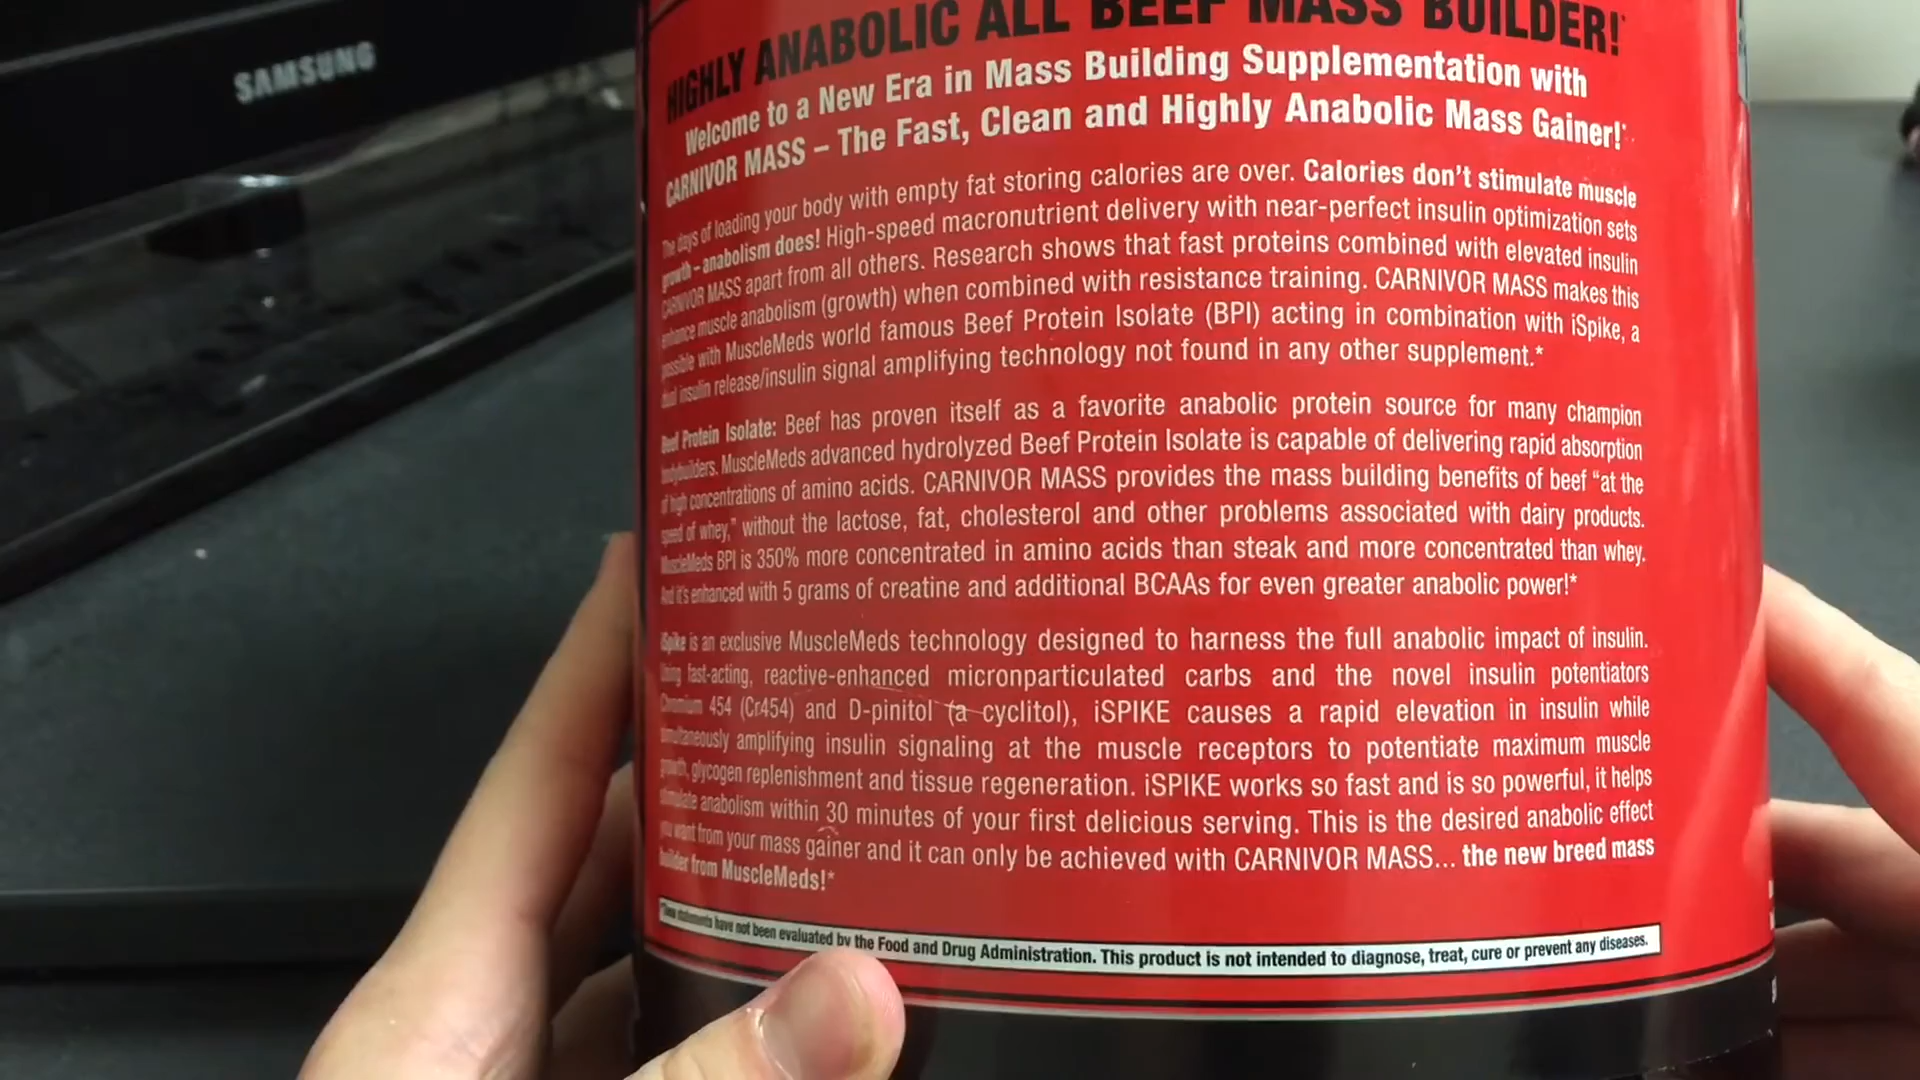 SAMSUNG
HIGHLY ANABOLIC ALL BEEF MASS BUILDER!*
Welcome to a New Era in Mass Building Supplementation with
CARNIVOR MASS – The Fast, Clean and Highly Anabolic Mass Gainer!*
The days of loading your body with empty fat storing calories are over. Calories don't stimulate muscle
growth – anabolism does! High-speed macronutrient delivery with near-perfect insulin optimization sets
CARNIVOR MASS apart from all others. Research shows that fast proteins combined with elevated insulin
enhance muscle anabolism (growth) when combined with resistance training. CARNIVOR MASS makes this
possible with MuscleMeds world famous Beef Protein Isolate (BPI) acting in combination with iSpike, a
dual insulin release/insulin signal amplifying technology not found in any other supplement.*
Beef Protein Isolate: Beef has proven itself as a favorite anabolic protein source for many champion
bodybuilders. MuscleMeds advanced hydrolyzed Beef Protein Isolate is capable of delivering rapid absorption
of high concentrations of amino acids. CARNIVOR MASS provides the mass building benefits of beef "at the
speed of whey," without the lactose, fat, cholesterol and other problems associated with dairy products.
MuscleMeds BPI is 350% more concentrated in amino acids than steak and more concentrated than whey.
And it's enhanced with 5 grams of creatine and additional BCAAs for even greater anabolic power!*
iSpike is an exclusive MuscleMeds technology designed to harness the full anabolic impact of insulin.
Using fast-acting, reactive-enhanced micronparticulated carbs and the novel insulin potentiators
Chromium 454 (Cr454) and D-pinitol (a cyclitol), iSPIKE causes a rapid elevation in insulin while
simultaneously amplifying insulin signaling at the muscle receptors to potentiate maximum muscle
growth, glycogen replenishment and tissue regeneration. iSPIKE works so fast and is so powerful, it helps
stimulate anabolism within 30 minutes of your first delicious serving. This is the desired anabolic effect
you want from your mass gainer and it can only be achieved with CARNIVOR MASS... the new breed mass
builder from MuscleMeds!*
*These statements have not been evaluated by the Food and Drug Administration. This product is not intended to diagnose, treat, cure or prevent any diseases.